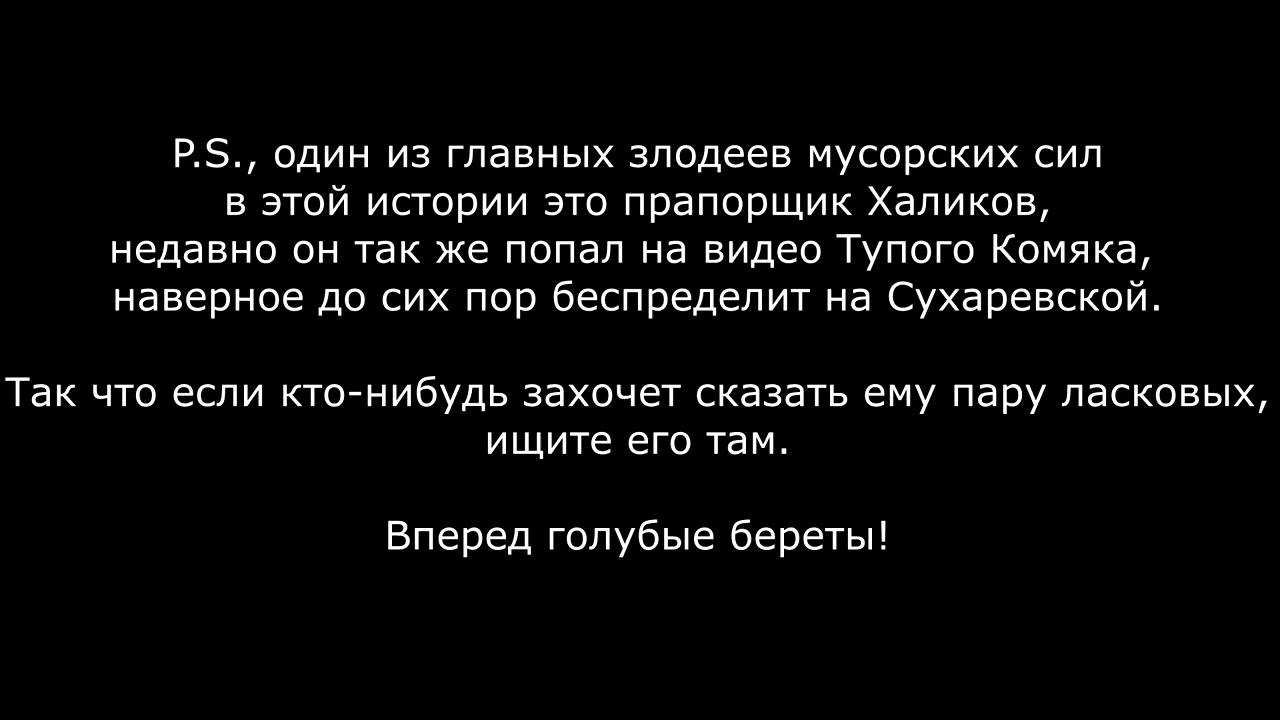 P.S., один из главных злодеев мусорских сил
в этой истории это прапорщик Халиков,
недавно он так же попал на видео Тупого Комяка,
наверное до сих пор беспределит на Сухаревской.
Так что если кто-нибудь захочет сказать ему пару ласковых,
ищите его там.
Вперед голубые береты!